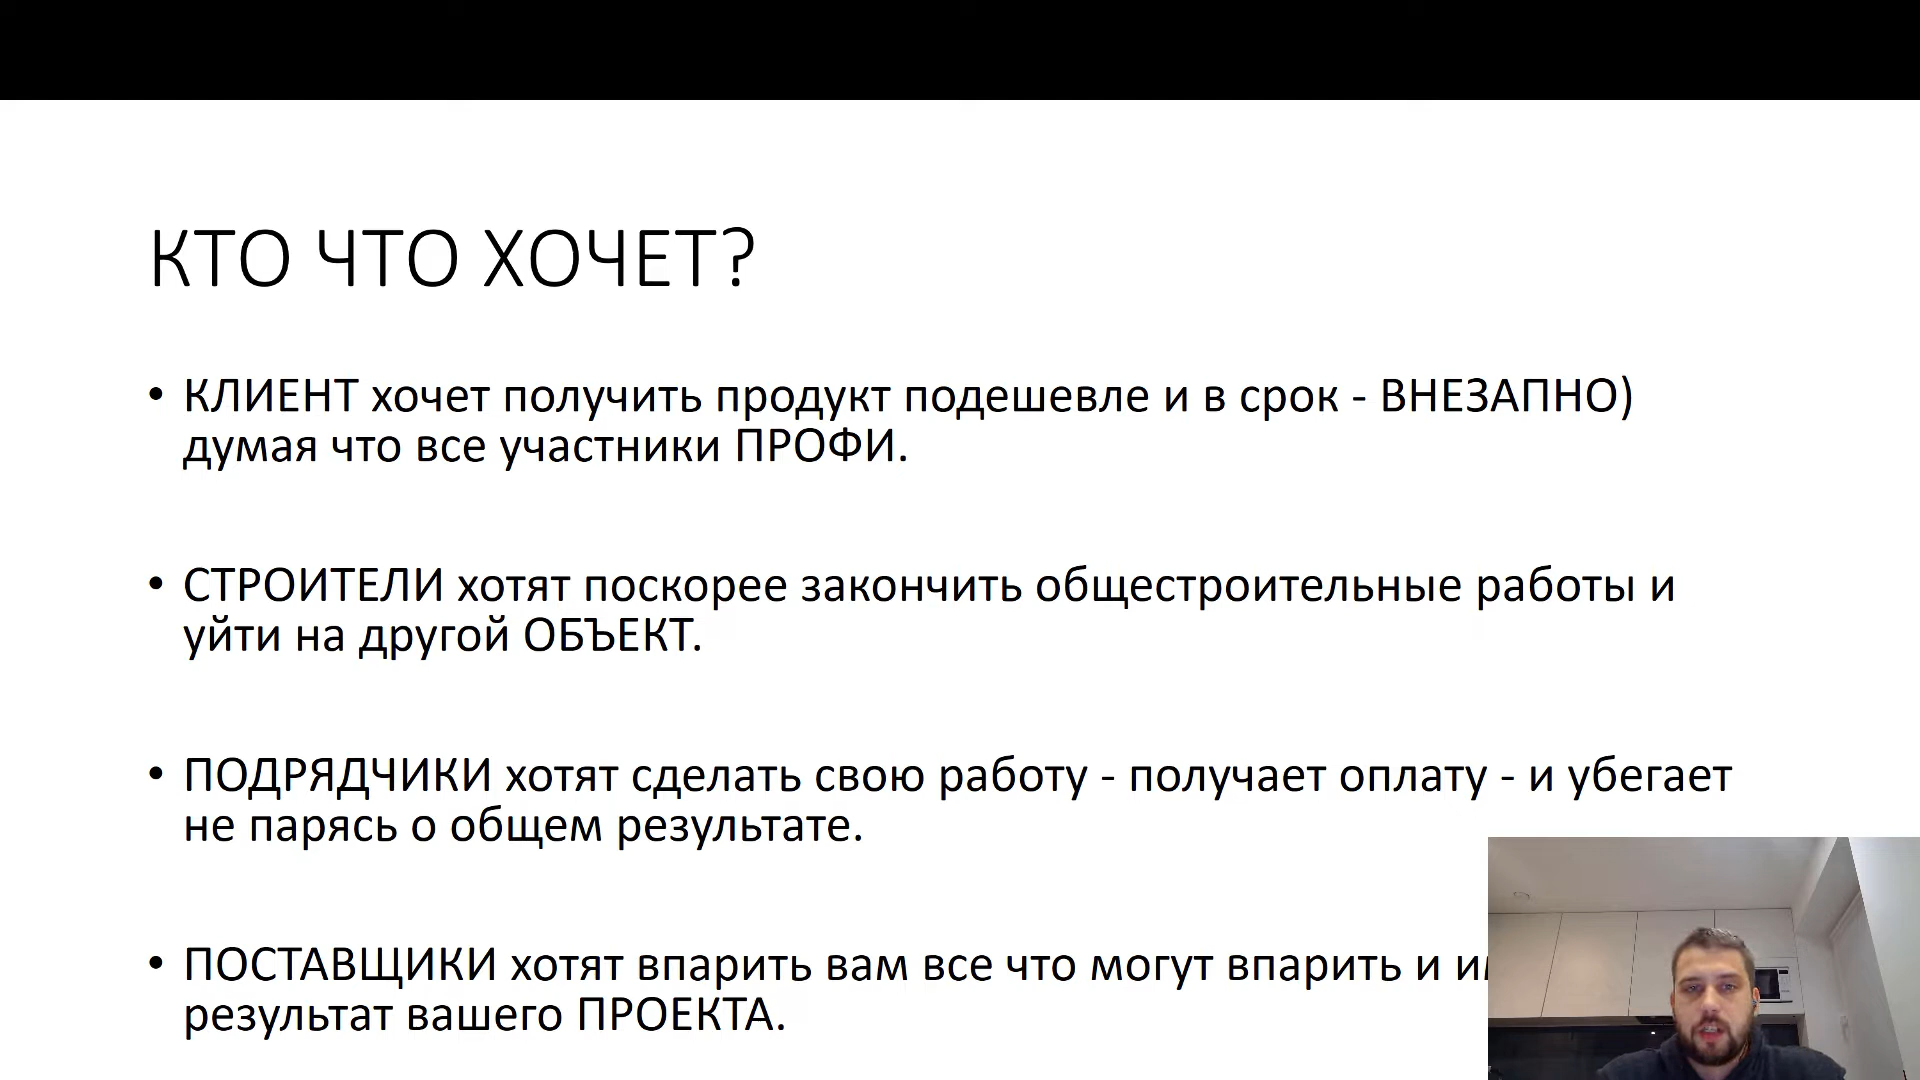 КТО ЧТО ХОЧЕТ?
• КЛИЕНТ хочет получить продукт подешевле и в срок - ВНЕЗАПНО)
думая что все участники ПРОФИ.
• СТРОИТЕЛИ хотят поскорее закончить общестроительные работы и
уйти на другой ОБЪЕКТ.
• ПОДРЯДЧИКИ хотят сделать свою работу - получает оплату - и убегает
не парясь о общем результате.
• ПОСТАВЩИКИ хотят впарить вам все что могут впарить и
результат вашего ПРОЕКТА.